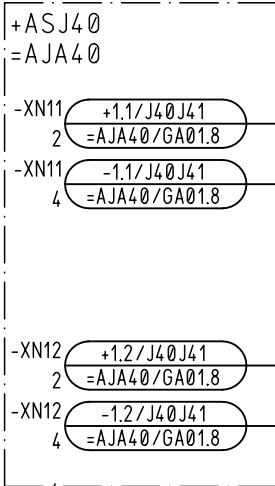 +ASJ40
=AJA40
-XN11
+1.1/J40J41
2
=AJA40/GA01.8
-XN11
-1.1/J40J41
4
=AJA40/GA01.8
-XN12
+1.2/J40J41
2
=AJA40/GA01.8
-XN12
-1.2/J40J41
4
=AJA40/GA01.8